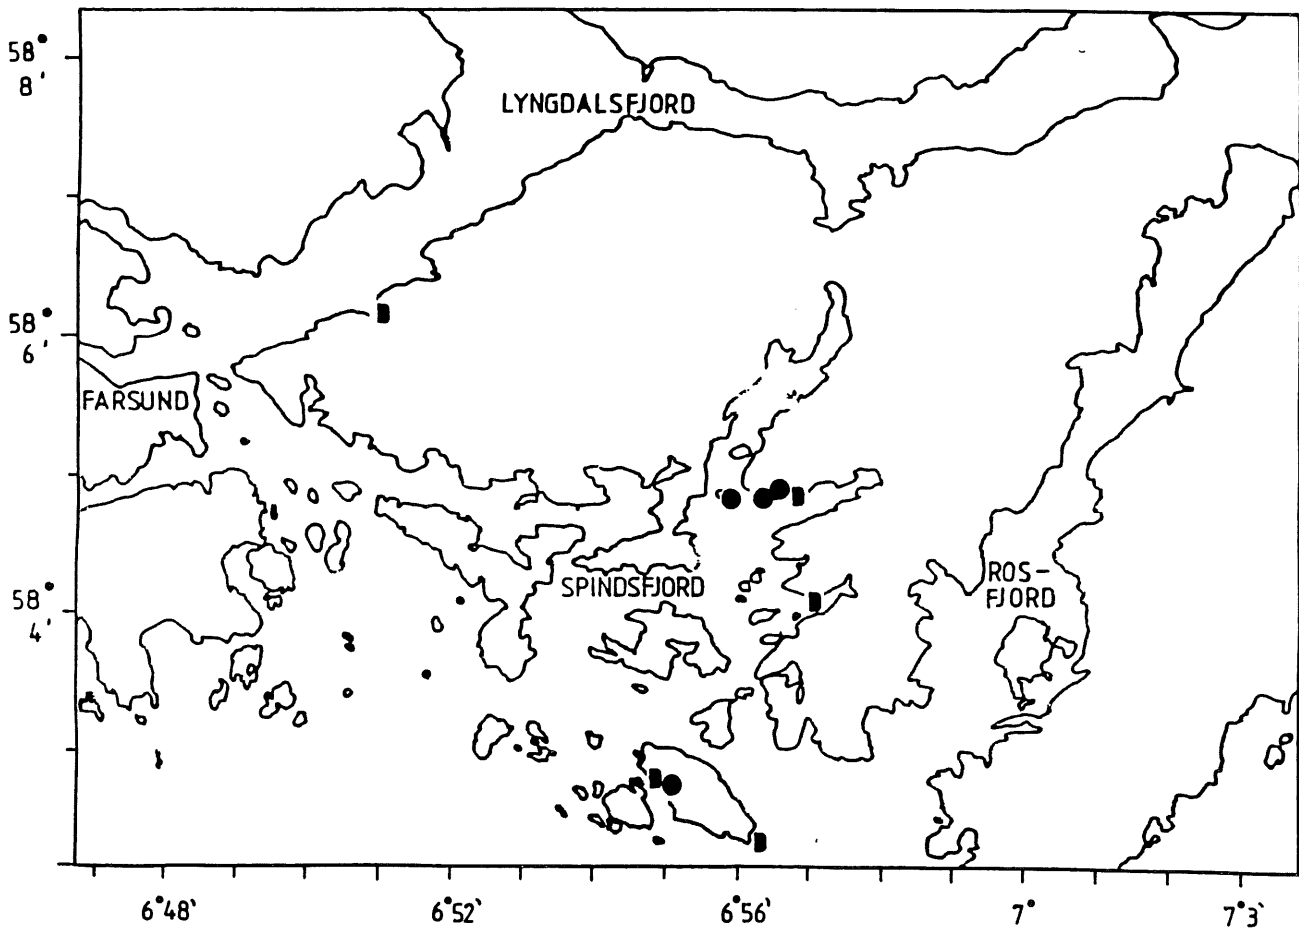 58°
8'
LYNGDALSFJORD
58°
6'
FARSUND
SPINDSFJORD
ROS-
FJORD
58°
4'
6°48'
6°52'
6°56'
7°
7°3'